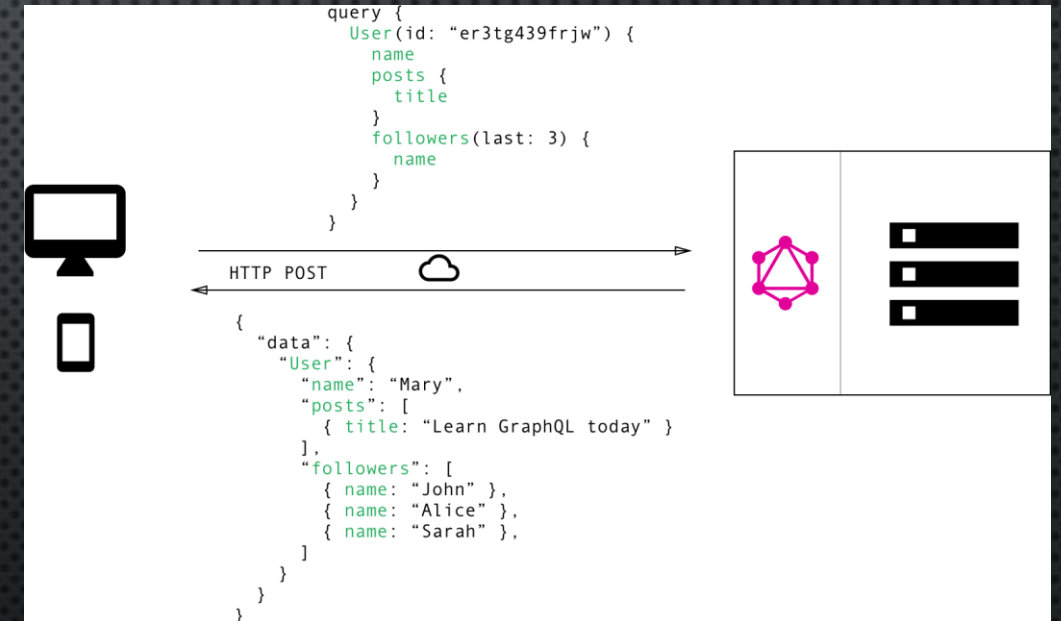 query {
  User(id: “er3tg439frjw”) {
    name
    posts {
      title
    }
    followers(last: 3) {
      name
    }
  }
}
HTTP POST
{
  “data”: {
    “User”: {
      “name”: “Mary”,
      “posts”: [
        { title: “Learn GraphQL today” }
      ],
      “followers”: [
        { name: “John” },
        { name: “Alice” },
        { name: “Sarah” },
      ]
    }
  }
}